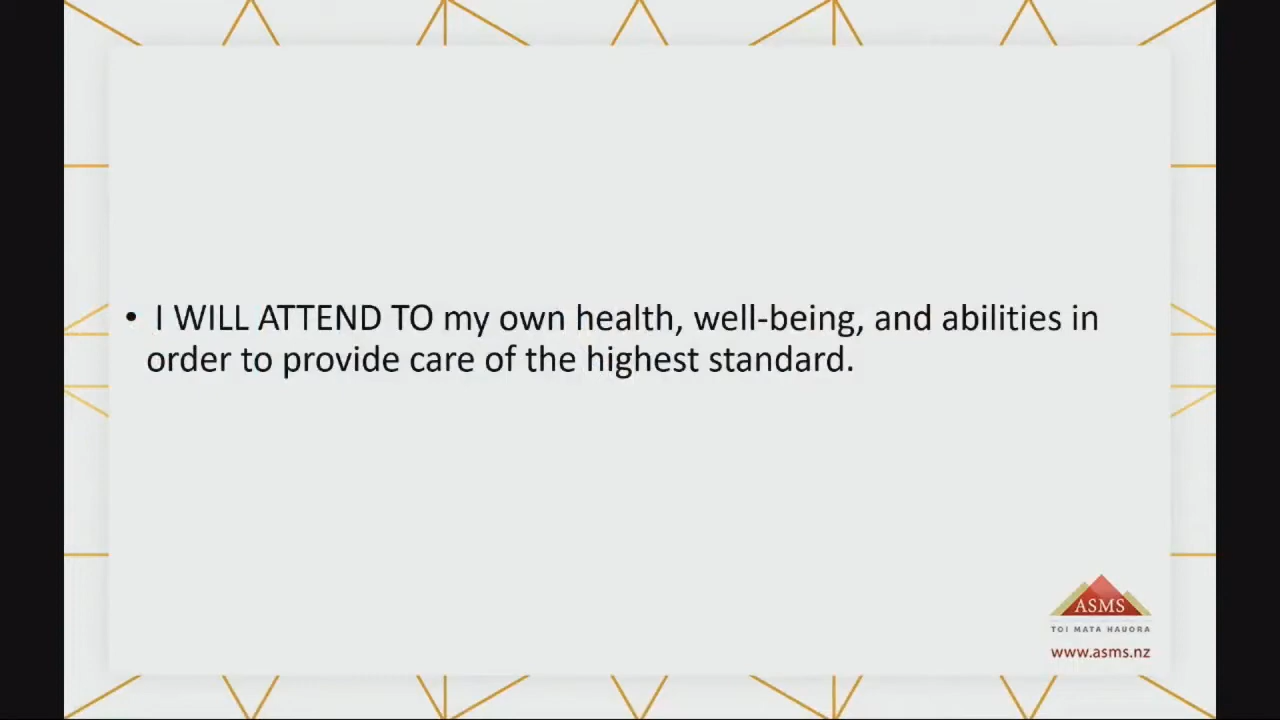 • I WILL ATTEND TO my own health, well-being, and abilities in
order to provide care of the highest standard.
ASMS
TOI MATA HAUORA
www.asms.nz